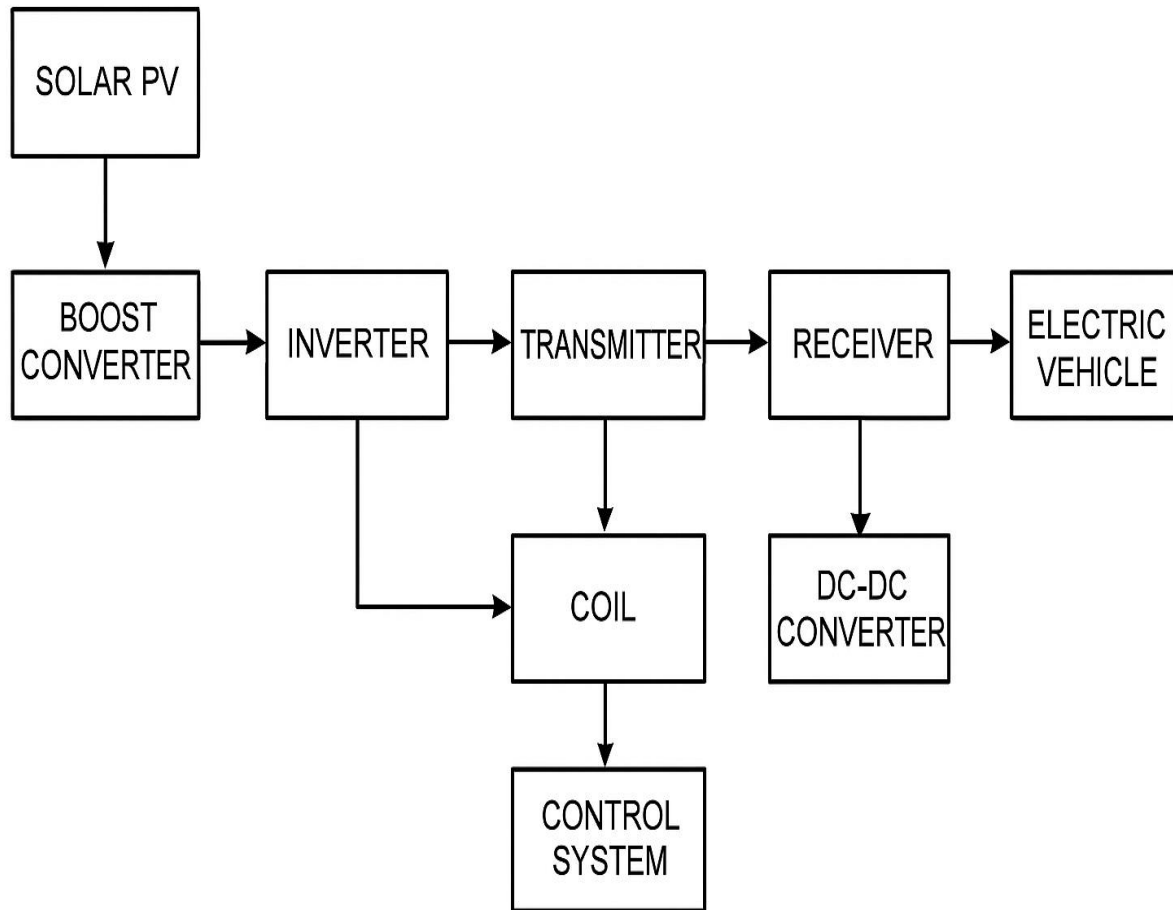 SOLAR PV
BOOST
CONVERTER
INVERTER
TRANSMITTER
RECEIVER
ELECTRIC
VEHICLE
COIL
DC-DC
CONVERTER
CONTROL
SYSTEM